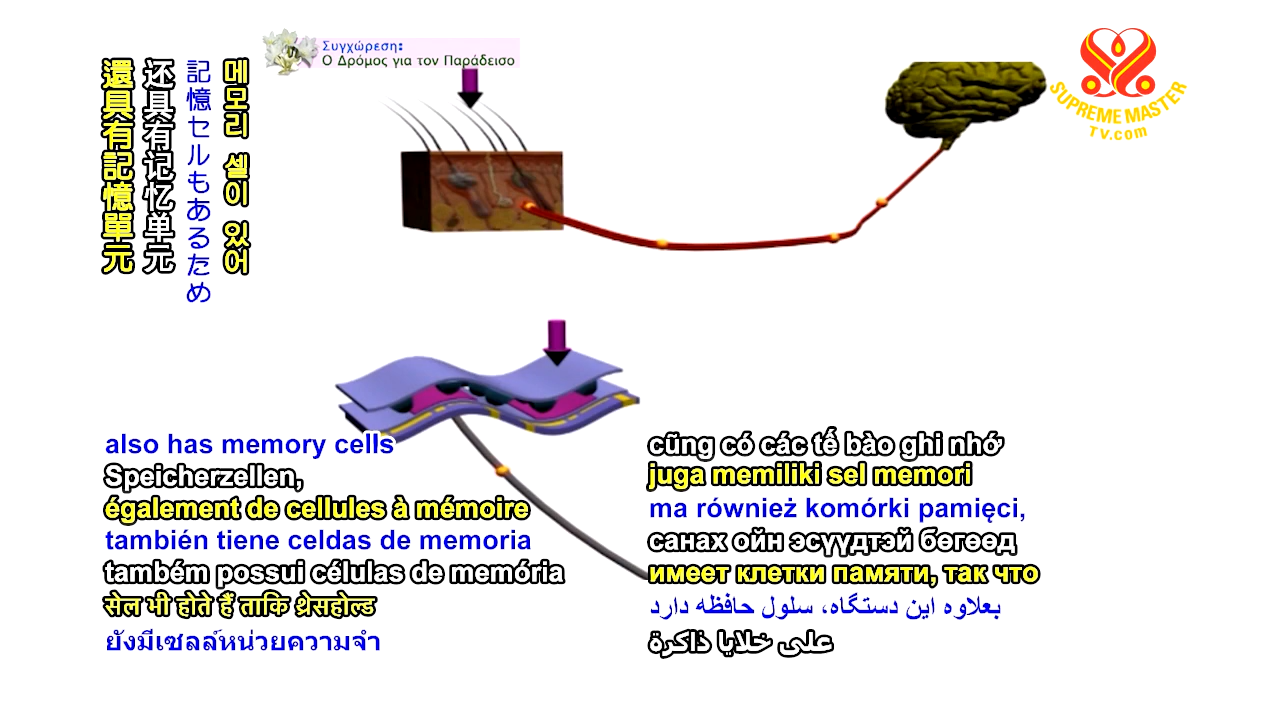 Συγχώρεση:
Ο Δρόμος για τον Παράδεισο
SUPREME MASTER
TV.com
還具有記憶單元
还具有记忆单元
記憶セルもあるため
메모리 셀이 있어
also has memory cells
Speicherzellen,
également de cellules à mémoire
también tiene celdas de memoria
também possui células de memória
सेल भी होते हैं ताकि थ्रेसहोल्ड
ยังมีเซลล์หน่วยความจำ
cũng có các tế bào ghi nhớ
juga memiliki sel memori
ma również komórki pamięci,
санах ойн эсүүдтэй бөгөөд
имеет клетки памяти, так что
بعلاوه این دستگاه، سلول حافظه دارد
على خلايا ذاكرة